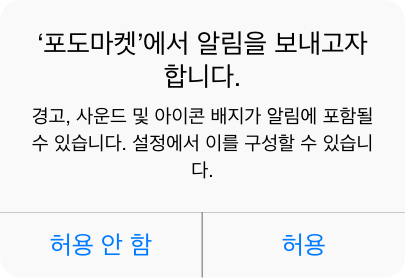 ‘포도마켓’에서 알림을 보내고자
합니다.
경고, 사운드 및 아이콘 배지가 알림에 포함될
수 있습니다. 설정에서 이를 구성할 수 있습니
다.
허용 안 함
허용